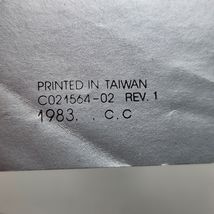 PRINTED IN TAIWAN
C021564-02 REV. 1
1983. . C.C